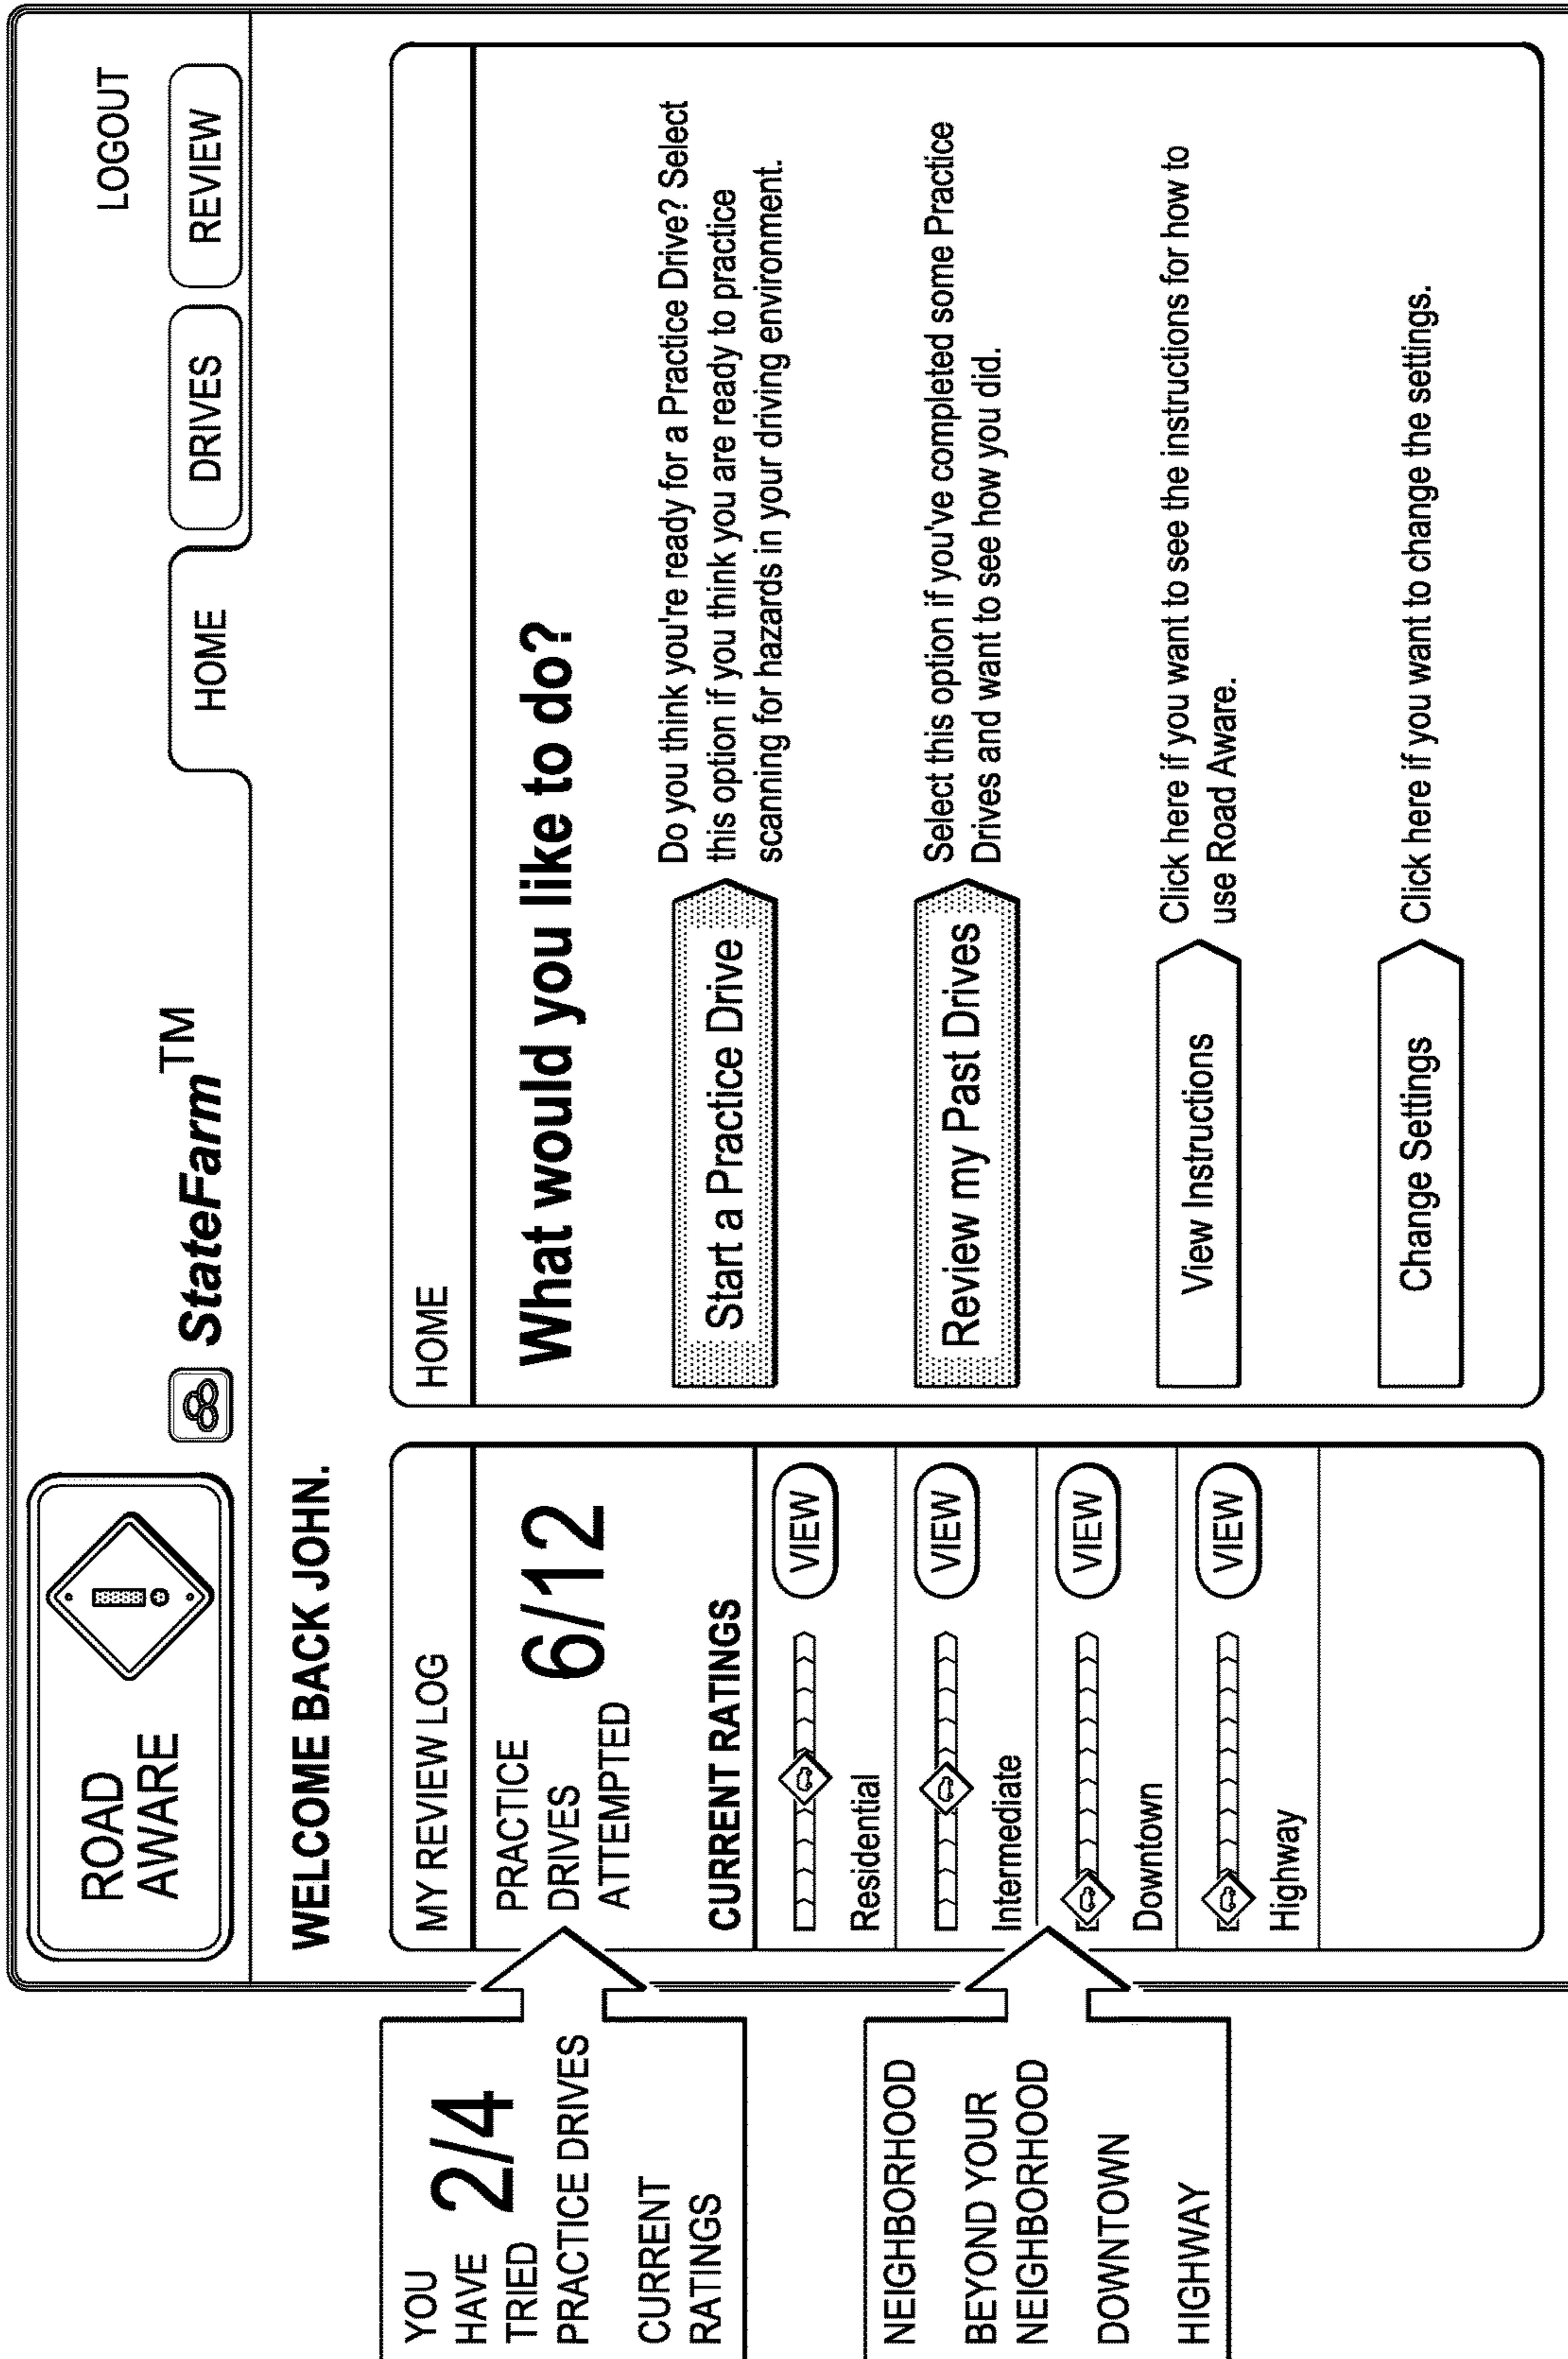 ROAD
AWARE
StateFarm™
LOGOUT
HOME
DRIVES
REVIEW
WELCOME BACK JOHN.
MY REVIEW LOG
PRACTICE
DRIVES
ATTEMPTED
6/12
CURRENT RATINGS
VIEW
Residential
VIEW
Intermediate
VIEW
Downtown
VIEW
Highway
HOME
What would you like to do?
Start a Practice Drive
Do you think you're ready for a Practice Drive? Select
this option if you think you are ready to practice
scanning for hazards in your driving environment.
Review my Past Drives
Select this option if you've completed some Practice
Drives and want to see how you did.
View Instructions
Click here if you want to see the instructions for how to
use Road Aware.
Change Settings
Click here if you want to change the settings.
YOU
HAVE 2/4
TRIED
PRACTICE DRIVES
CURRENT
RATINGS
NEIGHBORHOOD
BEYOND YOUR
NEIGHBORHOOD
DOWNTOWN
HIGHWAY